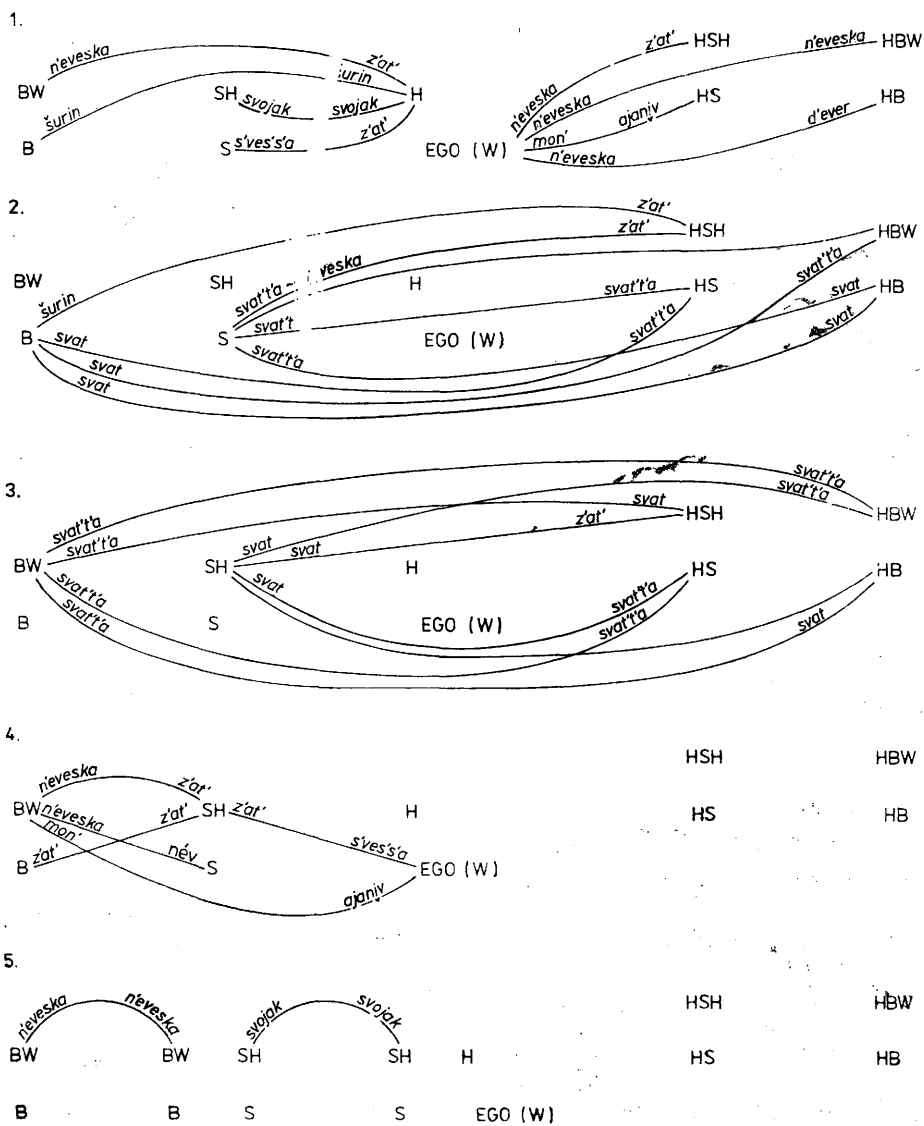 1.
n'eveska z'at' z'at' HSH n'eveska HBW
BW šurin n'eveska n'eveska
šurin SH svojak svojak H ajaniv HS d'ever HB
B S s'ves's'a z'at' EGO (W) mon' n'eveska
2.
z'at'
z'at' HSH HBW
BW SH svat't'a ~ veska H svat't'a
šurin svat't'a HS svat HB
B svat S svat't EGO (W) svat't'a svat
svat svat't'a
svat
3.
svat't'a
svat't'a
svat't'a svat HSH HBW
svat't'a svat svat z'at'
BW SH H HS HB
svat't'a svat svat't'a
B svat't'a S EGO (W) svat't'a svat
4.
HSH HBW
n'eveska z'at'
BW n'eveska z'at' SH z'at' H HS HB
mon'
B z'at' név S s'ves's'a EGO (W)
ajaniv
5.
n'eveska n'eveska svojak svojak HSH HBW
BW BW SH SH H HS HB
B B S S EGO (W)